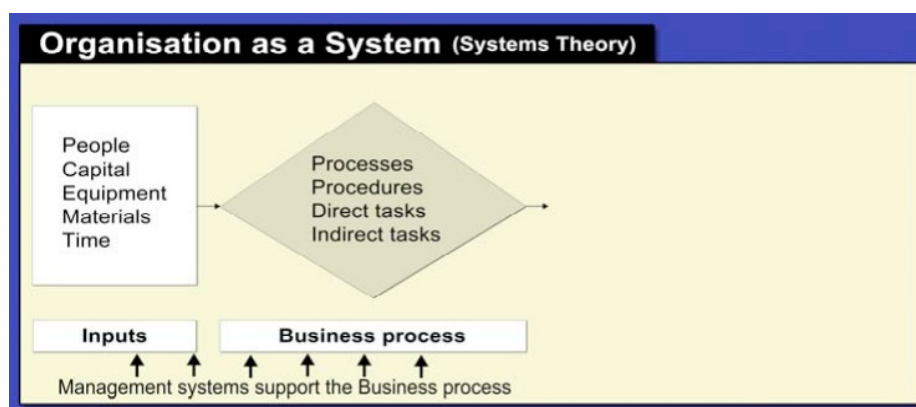 Organisation as a System (Systems Theory)
People
Capital
Equipment
Materials
Time
Processes
Procedures
Direct tasks
Indirect tasks
Inputs
Business process
Management systems support the Business process